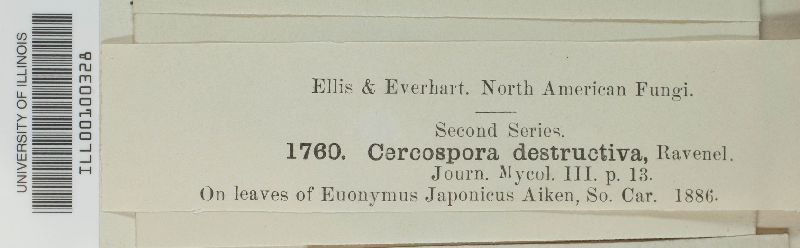 UNIVERSITY OF ILLINOIS
ILL00100328
Ellis & Everhart. North American Fungi.
Second Series.
1760. Cercospora destructiva, Ravenel.
Journ. Mycol. III. p. 13.
On leaves of Euonymus Japonicus Aiken, So. Car. 1886.